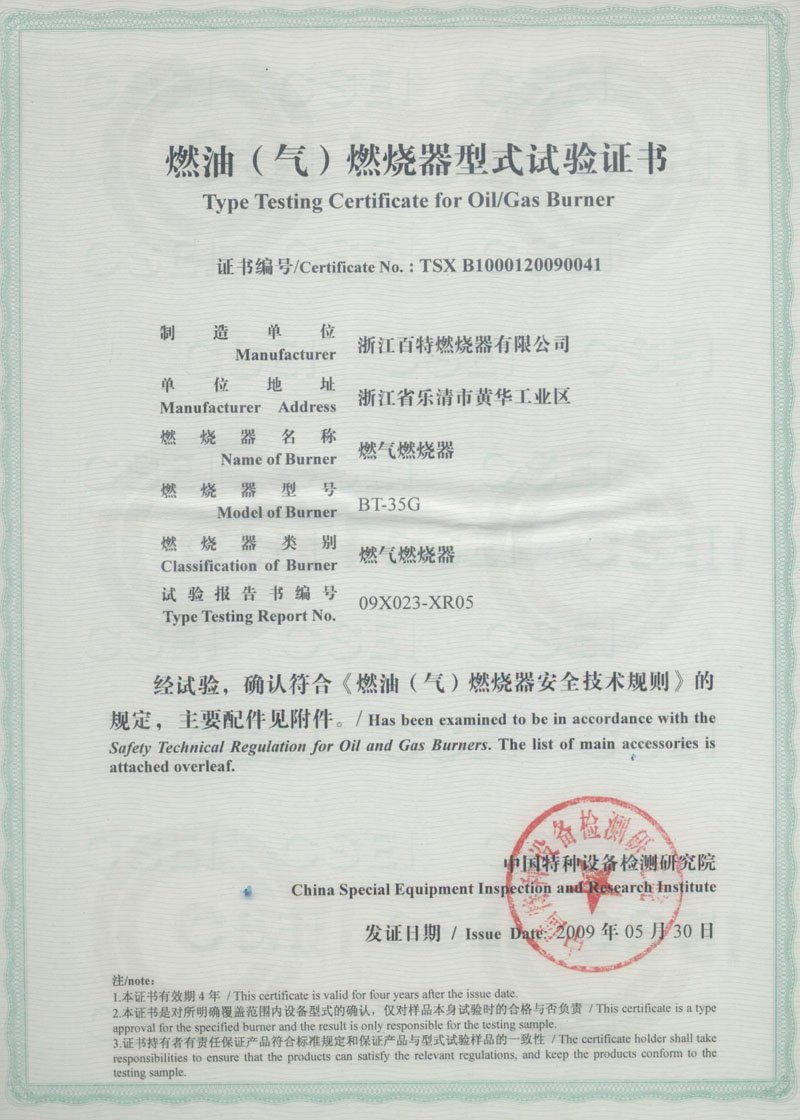 燃油（气）燃烧器型式试验证书
Type Testing Certificate for Oil/Gas Burner
证书编号/Certificate No. : TSX B1000120090041
制造单位
Manufacturer
浙江百特燃烧器有限公司
单位地址
Manufacturer Address
浙江省乐清市黄华工业区
燃烧器名称
Name of Burner
燃气燃烧器
燃烧器型号
Model of Burner
BT-35G
燃烧器类别
Classification of Burner
燃气燃烧器
试验报告书编号
Type Testing Report No.
09X023-XR05
经试验，确认符合《燃油（气）燃烧器安全技术规则》的
规定，主要配件见附件。/ Has been examined to be in accordance with the
Safety Technical Regulation for Oil and Gas Burners. The list of main accessories is
attached overleaf.
中国特种设备检测研究院
中国特种设备检测研究院
China Special Equipment Inspection and Research Institute
发证日期 / Issue Date: 2009 年 05 月 30 日
注/note:
1.本证书有效期 4 年 / This certificate is valid for four years after the issue date.
2.本证书是对所明确覆盖范围内设备型式的确认，仅对样品本身试验时的合格与否负责 / This certificate is a type
approval for the specified burner and the result is only responsible for the testing sample.
3.证书持有者有责任保证产品符合标准规定和保证产品与型式试验样品的一致性 / The certificate holder shall take
responsibilities to ensure that the products can satisfy the relevant regulations, and keep the products conform to the
testing sample.